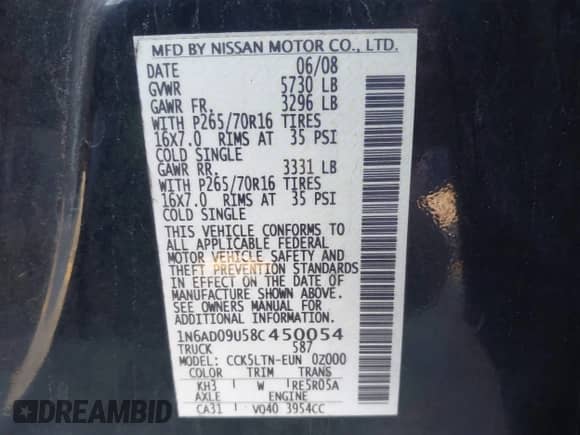 MFD BY NISSAN MOTOR CO., LTD.
DATE 06/08
GVWR 5730 LB
GAWR FR. 3296 LB
WITH P265/70R16 TIRES
16x7.0 RIMS AT 35 PSI
COLD SINGLE
GAWR RR. 3331 LB
WITH P265/70R16 TIRES
16x7.0 RIMS AT 35 PSI
COLD SINGLE
THIS VEHICLE CONFORMS TO
ALL APPLICABLE FEDERAL
MOTOR VEHICLE SAFETY AND
THEFT PREVENTION STANDARDS
IN EFFECT ON THE DATE OF
MANUFACTURE SHOWN ABOVE.
SEE OWNERS MANUAL FOR
ADDITIONAL INFORMATION
1N6AD09U58C450054
TRUCK 587
MODEL CCK5LTN-EUN 0Z000
COLOR TRIM TRANS
KH3 W RE5R05A
AXLE ENGINE
CA31 VQ40 3954CC
DREAMBID